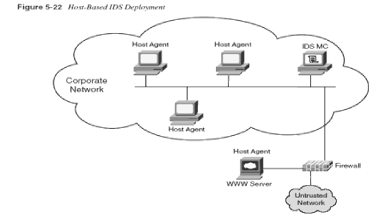 Figure 5-22 Host-Based IDS Deployment
Host Agent
Host Agent
IDS MC
Corporate
Network
Host Agent
Host Agent
Firewall
WWW Server
Untrusted
Network